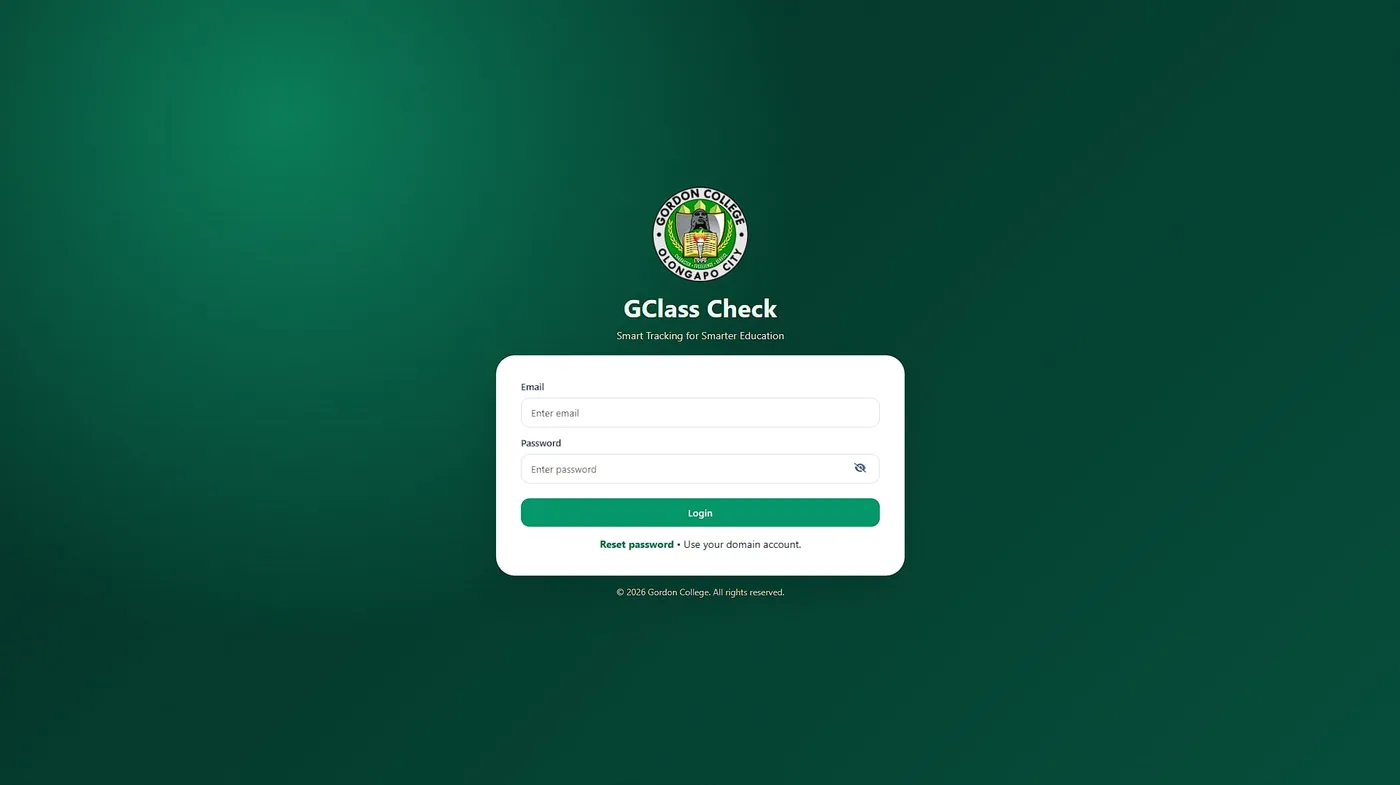 GORDON COLLEGE
OLONGAPO CITY
GClass Check
Smart Tracking for Smarter Education
Email
Enter email
Password
Enter password
Login
Reset password • Use your domain account.
© 2026 Gordon College. All rights reserved.